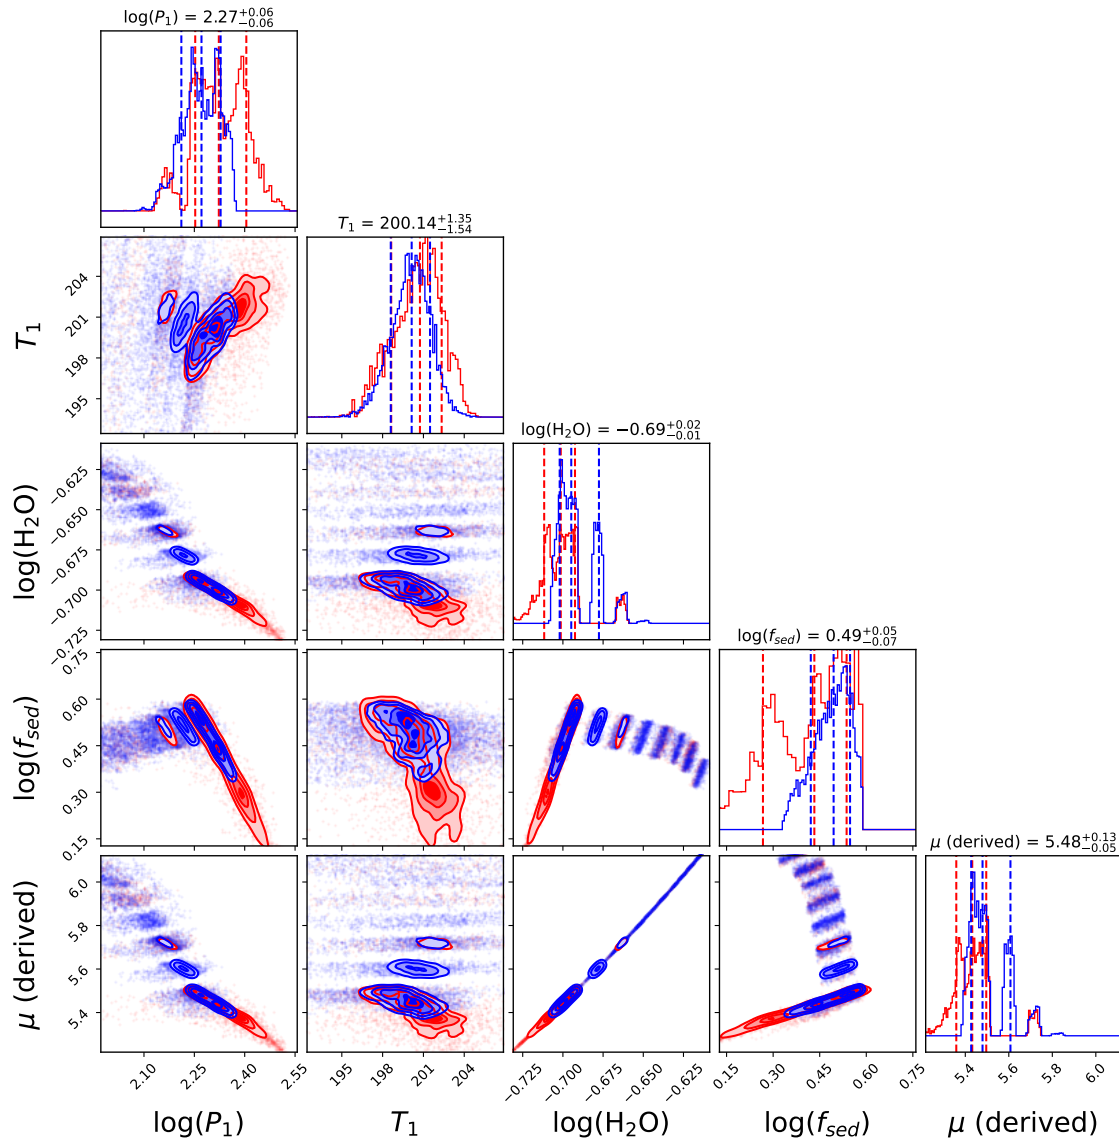 log(P₁) = 2.27⁺⁰·⁰⁶₋₀.₀₆
T₁ = 200.14⁺¹·³⁵₋₁.₅₄
204
201
198
195
T₁
log(H₂O) = −0.69⁺⁰·⁰²₋₀.₀₁
−0.625
−0.650
−0.675
−0.700
−0.725
log(H₂O)
log(f_sed) = 0.49⁺⁰·⁰⁵₋₀.₀₇
0.75
0.60
0.45
0.30
0.15
log(f_sed)
μ (derived) = 5.48⁺⁰·¹³₋₀.₀₅
6.0
5.8
5.6
5.4
μ (derived)
2.10 2.25 2.40 2.55
195 198 201 204
−0.725 −0.700 −0.675 −0.650 −0.625
0.15 0.30 0.45 0.60 0.75
5.4 5.6 5.8 6.0
log(P₁) T₁ log(H₂O) log(f_sed) μ (derived)